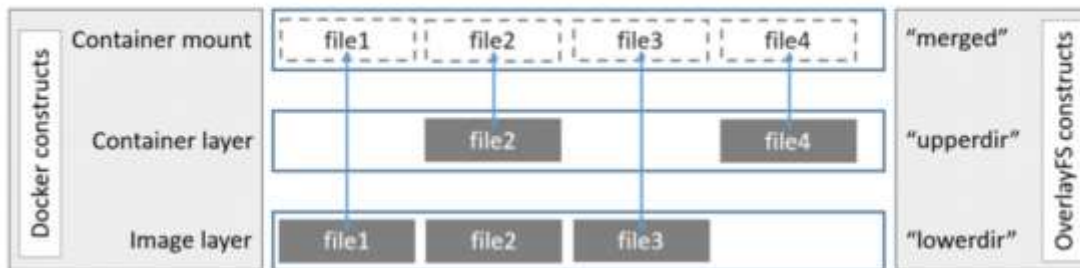 Docker constructs
Container mount
file1
file2
file3
file4
“merged”
Container layer
file2
file4
“upperdir”
Image layer
file1
file2
file3
“lowerdir”
OverlayFS constructs